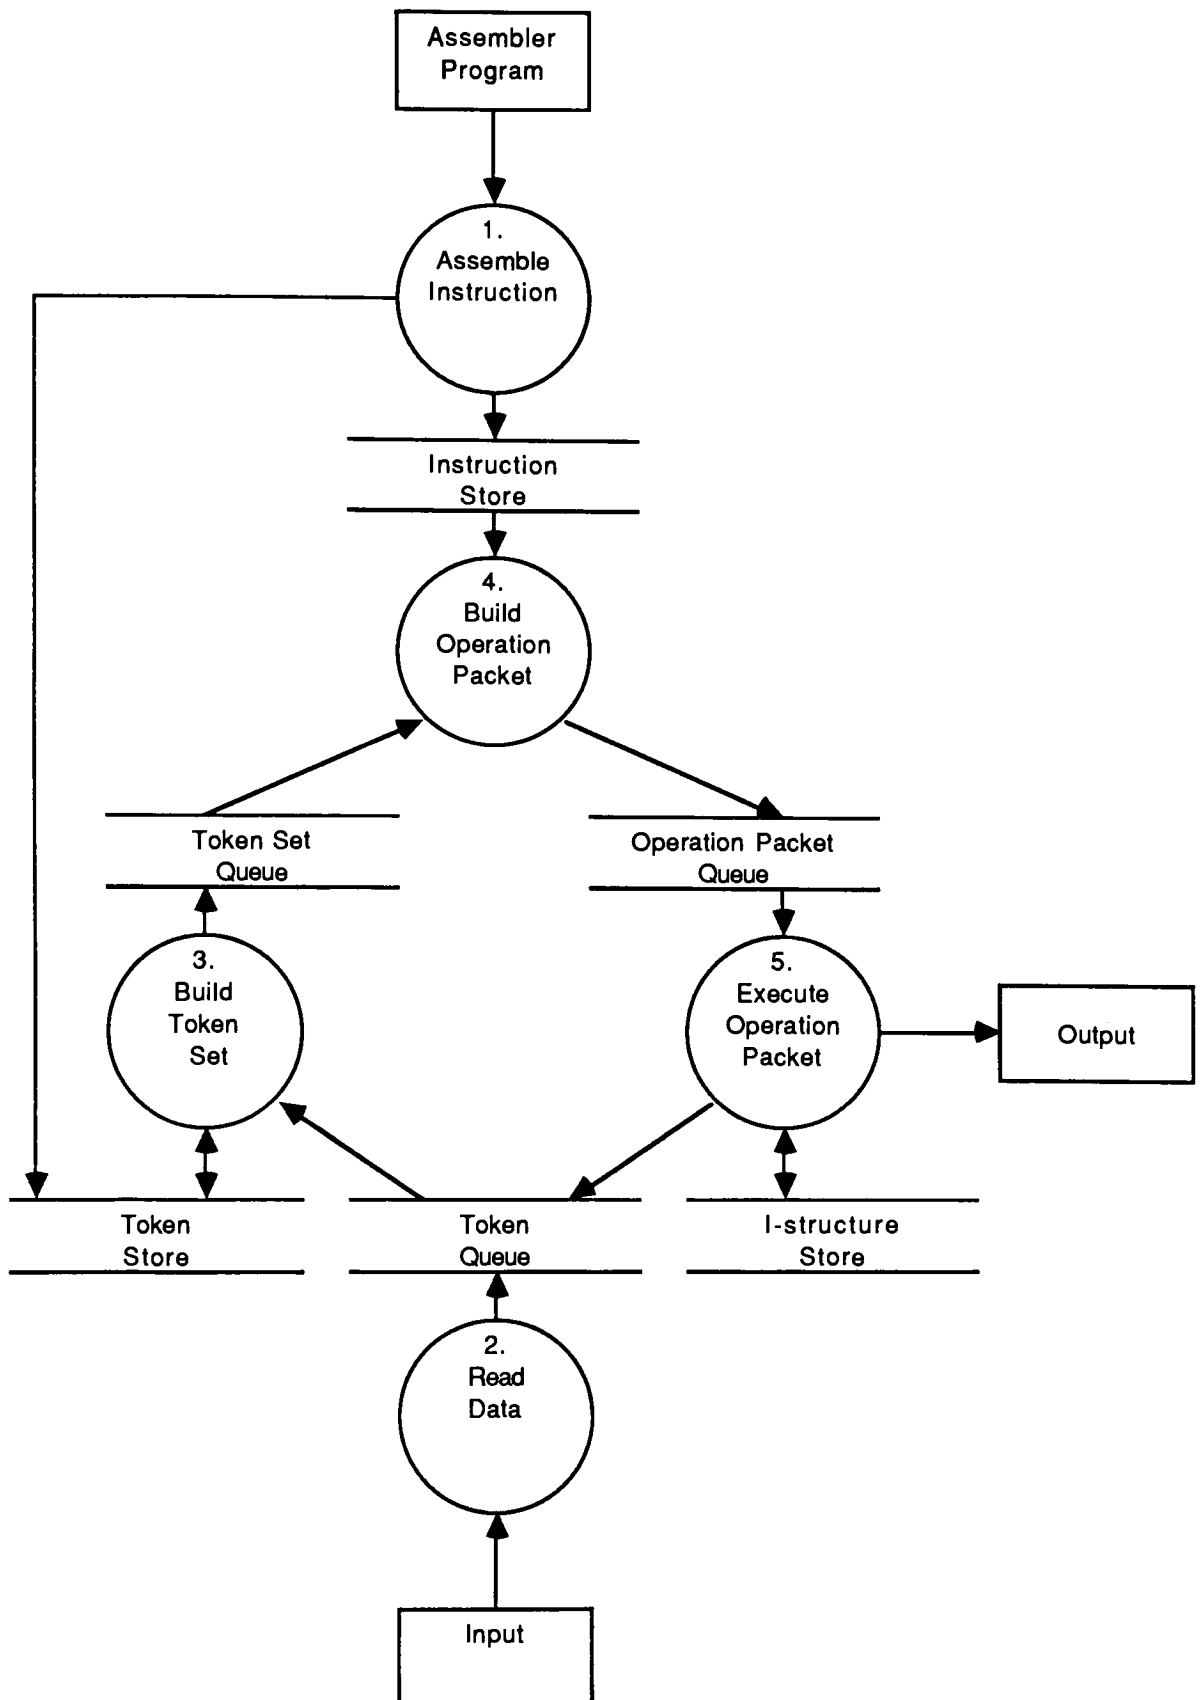 Assembler
Program
1.
Assemble
Instruction
Instruction
Store
4.
Build
Operation
Packet
Token Set
Queue
Operation Packet
Queue
3.
Build
Token
Set
5.
Execute
Operation
Packet
Output
Token
Store
Token
Queue
I-structure
Store
2.
Read
Data
Input